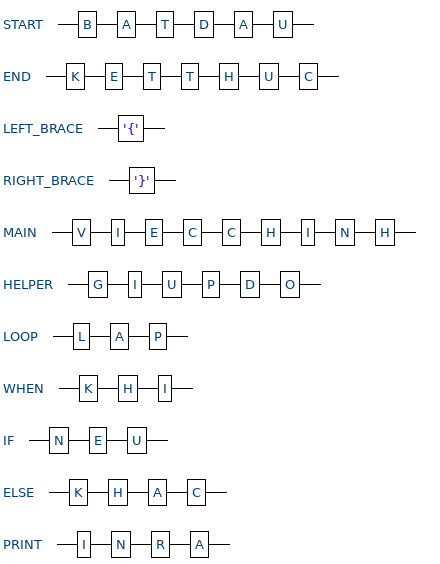 START B A T D A U
END K E T T H U C
LEFT_BRACE '{'
RIGHT_BRACE '}'
MAIN V I E C C H I N H
HELPER G I U P D O
LOOP L A P
WHEN K H I
IF N E U
ELSE K H A C
PRINT I N R A